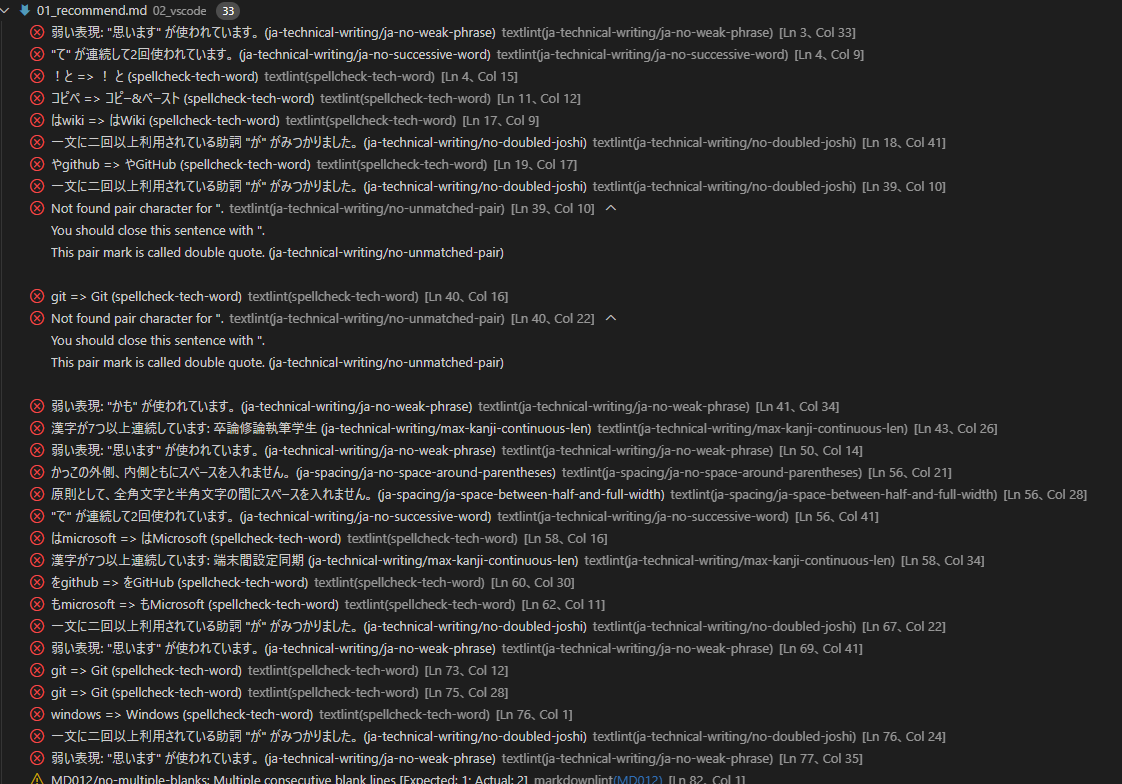 01_recommend.md 02_vscode 33
弱い表現: "思います" が使われています。 (ja-technical-writing/ja-no-weak-phrase) textlint(ja-technical-writing/ja-no-weak-phrase) [Ln 3、Col 33]
"て" が連続して2回使われています。 (ja-technical-writing/ja-no-successive-word) textlint(ja-technical-writing/ja-no-successive-word) [Ln 4、Col 9]
！と => ！ と (spellcheck-tech-word) textlint(spellcheck-tech-word) [Ln 4、Col 15]
コピペ => コピー&ペースト (spellcheck-tech-word) textlint(spellcheck-tech-word) [Ln 11、Col 12]
はwiki => はWiki (spellcheck-tech-word) textlint(spellcheck-tech-word) [Ln 17、Col 9]
一文に二回以上利用されている助詞 "が" がみつかりました。 (ja-technical-writing/no-doubled-joshi) textlint(ja-technical-writing/no-doubled-joshi) [Ln 18、Col 41]
やgithub => やGitHub (spellcheck-tech-word) textlint(spellcheck-tech-word) [Ln 19、Col 17]
一文に二回以上利用されている助詞 "が" がみつかりました。 (ja-technical-writing/no-doubled-joshi) textlint(ja-technical-writing/no-doubled-joshi) [Ln 39、Col 10]
Not found pair character for ". textlint(ja-technical-writing/no-unmatched-pair) [Ln 39、Col 10]
You should close this sentence with ".
This pair mark is called double quote. (ja-technical-writing/no-unmatched-pair)
git => Git (spellcheck-tech-word) textlint(spellcheck-tech-word) [Ln 40、Col 16]
Not found pair character for ". textlint(ja-technical-writing/no-unmatched-pair) [Ln 40、Col 22]
You should close this sentence with ".
This pair mark is called double quote. (ja-technical-writing/no-unmatched-pair)
弱い表現: "かも" が使われています。 (ja-technical-writing/ja-no-weak-phrase) textlint(ja-technical-writing/ja-no-weak-phrase) [Ln 41、Col 34]
漢字が7つ以上連続しています: 卒論修論執筆学生 (ja-technical-writing/max-kanji-continuous-len) textlint(ja-technical-writing/max-kanji-continuous-len) [Ln 43、Col 26]
弱い表現: "思います" が使われています。 (ja-technical-writing/ja-no-weak-phrase) textlint(ja-technical-writing/ja-no-weak-phrase) [Ln 50、Col 14]
かっこの外側、内側ともにスペースを入れません。 (ja-spacing/ja-no-space-around-parentheses) textlint(ja-spacing/ja-no-space-around-parentheses) [Ln 56、Col 21]
原則として、全角文字と半角文字の間にスペースを入れません。 (ja-spacing/ja-space-between-half-and-full-width) textlint(ja-spacing/ja-space-between-half-and-full-width) [Ln 56、Col 28]
"で" が連続して2回使われています。 (ja-technical-writing/ja-no-successive-word) textlint(ja-technical-writing/ja-no-successive-word) [Ln 56、Col 41]
はmicrosoft => はMicrosoft (spellcheck-tech-word) textlint(spellcheck-tech-word) [Ln 58、Col 16]
漢字が7つ以上連続しています: 端末間設定同期 (ja-technical-writing/max-kanji-continuous-len) textlint(ja-technical-writing/max-kanji-continuous-len) [Ln 58、Col 34]
をgithub => をGitHub (spellcheck-tech-word) textlint(spellcheck-tech-word) [Ln 60、Col 30]
もmicrosoft => もMicrosoft (spellcheck-tech-word) textlint(spellcheck-tech-word) [Ln 62、Col 11]
一文に二回以上利用されている助詞 "が" がみつかりました。 (ja-technical-writing/no-doubled-joshi) textlint(ja-technical-writing/no-doubled-joshi) [Ln 67、Col 22]
弱い表現: "思います" が使われています。 (ja-technical-writing/ja-no-weak-phrase) textlint(ja-technical-writing/ja-no-weak-phrase) [Ln 69、Col 41]
git => Git (spellcheck-tech-word) textlint(spellcheck-tech-word) [Ln 73、Col 12]
git => Git (spellcheck-tech-word) textlint(spellcheck-tech-word) [Ln 75、Col 28]
windows => Windows (spellcheck-tech-word) textlint(spellcheck-tech-word) [Ln 76、Col 1]
一文に二回以上利用されている助詞 "が" がみつかりました。 (ja-technical-writing/no-doubled-joshi) textlint(ja-technical-writing/no-doubled-joshi) [Ln 76、Col 24]
弱い表現: "思います" が使われています。 (ja-technical-writing/ja-no-weak-phrase) textlint(ja-technical-writing/ja-no-weak-phrase) [Ln 77、Col 35]
MD012/no-multiple-blanks: Multiple consecutive blank lines [Expected: 1; Actual: 2] markdownlint(MD012) [Ln 82、Col 1]